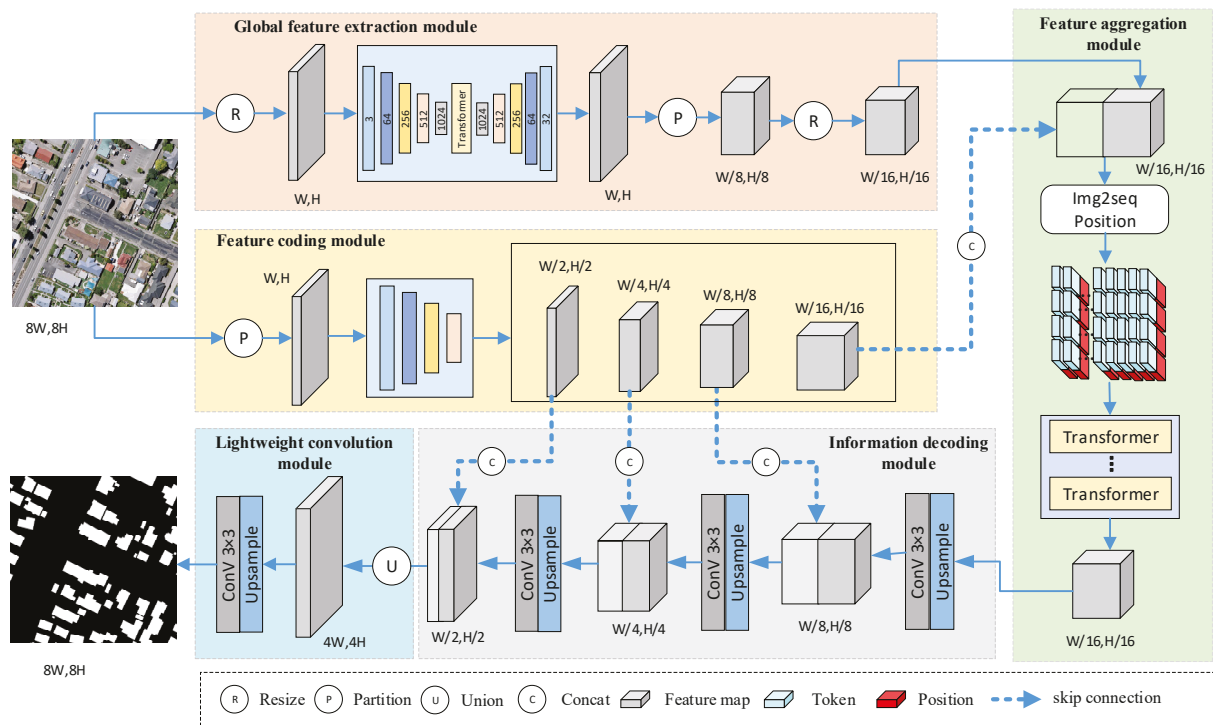 Global feature extraction module
Feature aggregation
module
R
3
64
256
512
1024
Transformer
1024
512
256
64
32
P
R
W,H
W,H
W/8,H/8
W/16,H/16
W/16,H/16
Img2seq
Position
8W,8H
Feature coding module
P
W,H
W/2,H/2
W/4,H/4
W/8,H/8
W/16,H/16
C
Transformer
Transformer
W/16,H/16
Lightweight convolution
module
Information decoding
module
C
C
C
ConV 3×3
Upsample
4W,4H
U
W/2,H/2
ConV 3×3
Upsample
W/4,H/4
ConV 3×3
Upsample
W/8,H/8
ConV 3×3
Upsample
8W,8H
R Resize P Partition U Union C Concat Feature map Token Position skip connection